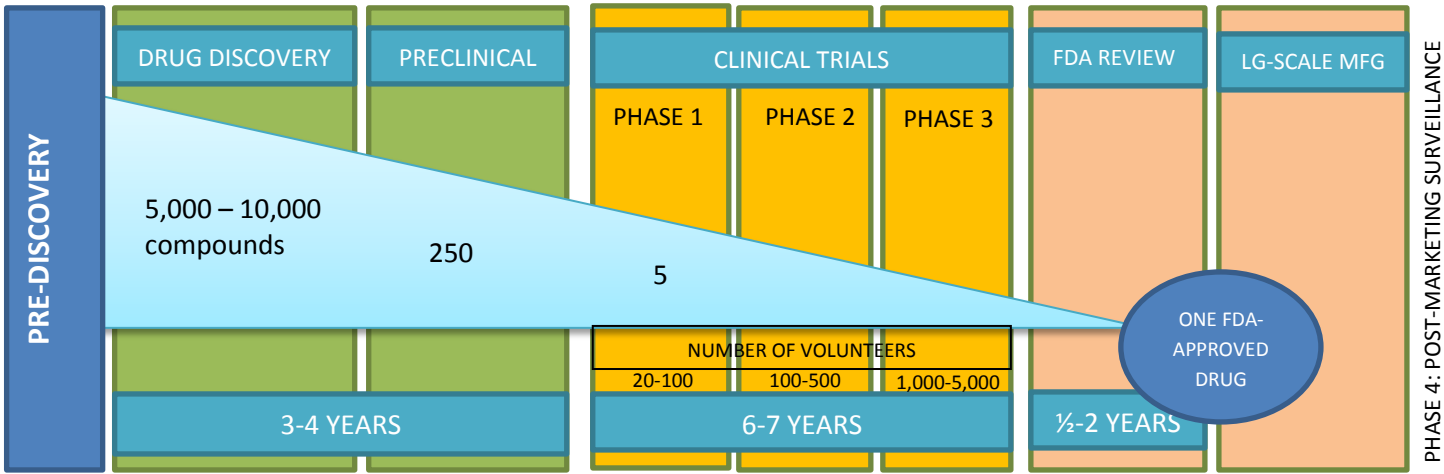 PRE-DISCOVERY
DRUG DISCOVERY
PRECLINICAL
CLINICAL TRIALS
FDA REVIEW
LG-SCALE MFG
PHASE 1
PHASE 2
PHASE 3
5,000 – 10,000
compounds
250
5
NUMBER OF VOLUNTEERS
20-100
100-500
1,000-5,000
ONE FDA-
APPROVED
DRUG
3-4 YEARS
6-7 YEARS
½-2 YEARS
PHASE 4: POST-MARKETING SURVEILLANCE